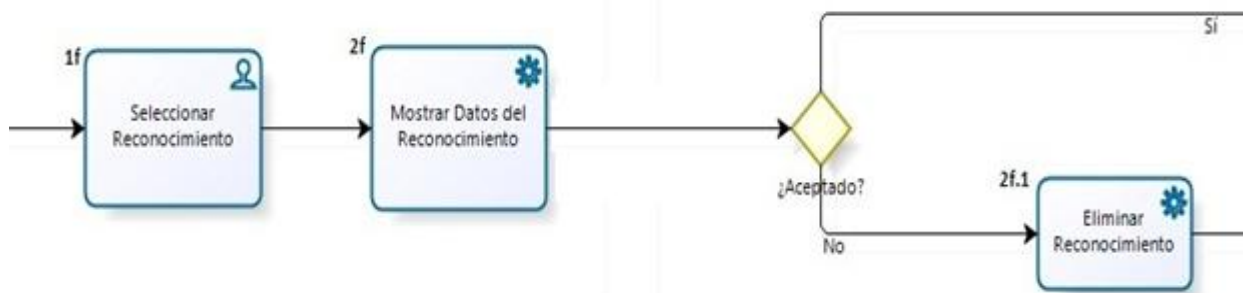 1f
Seleccionar
Reconocimiento
2f
Mostrar Datos del
Reconocimiento
¿Aceptado?
Sí
No
2f.1
Eliminar
Reconocimiento